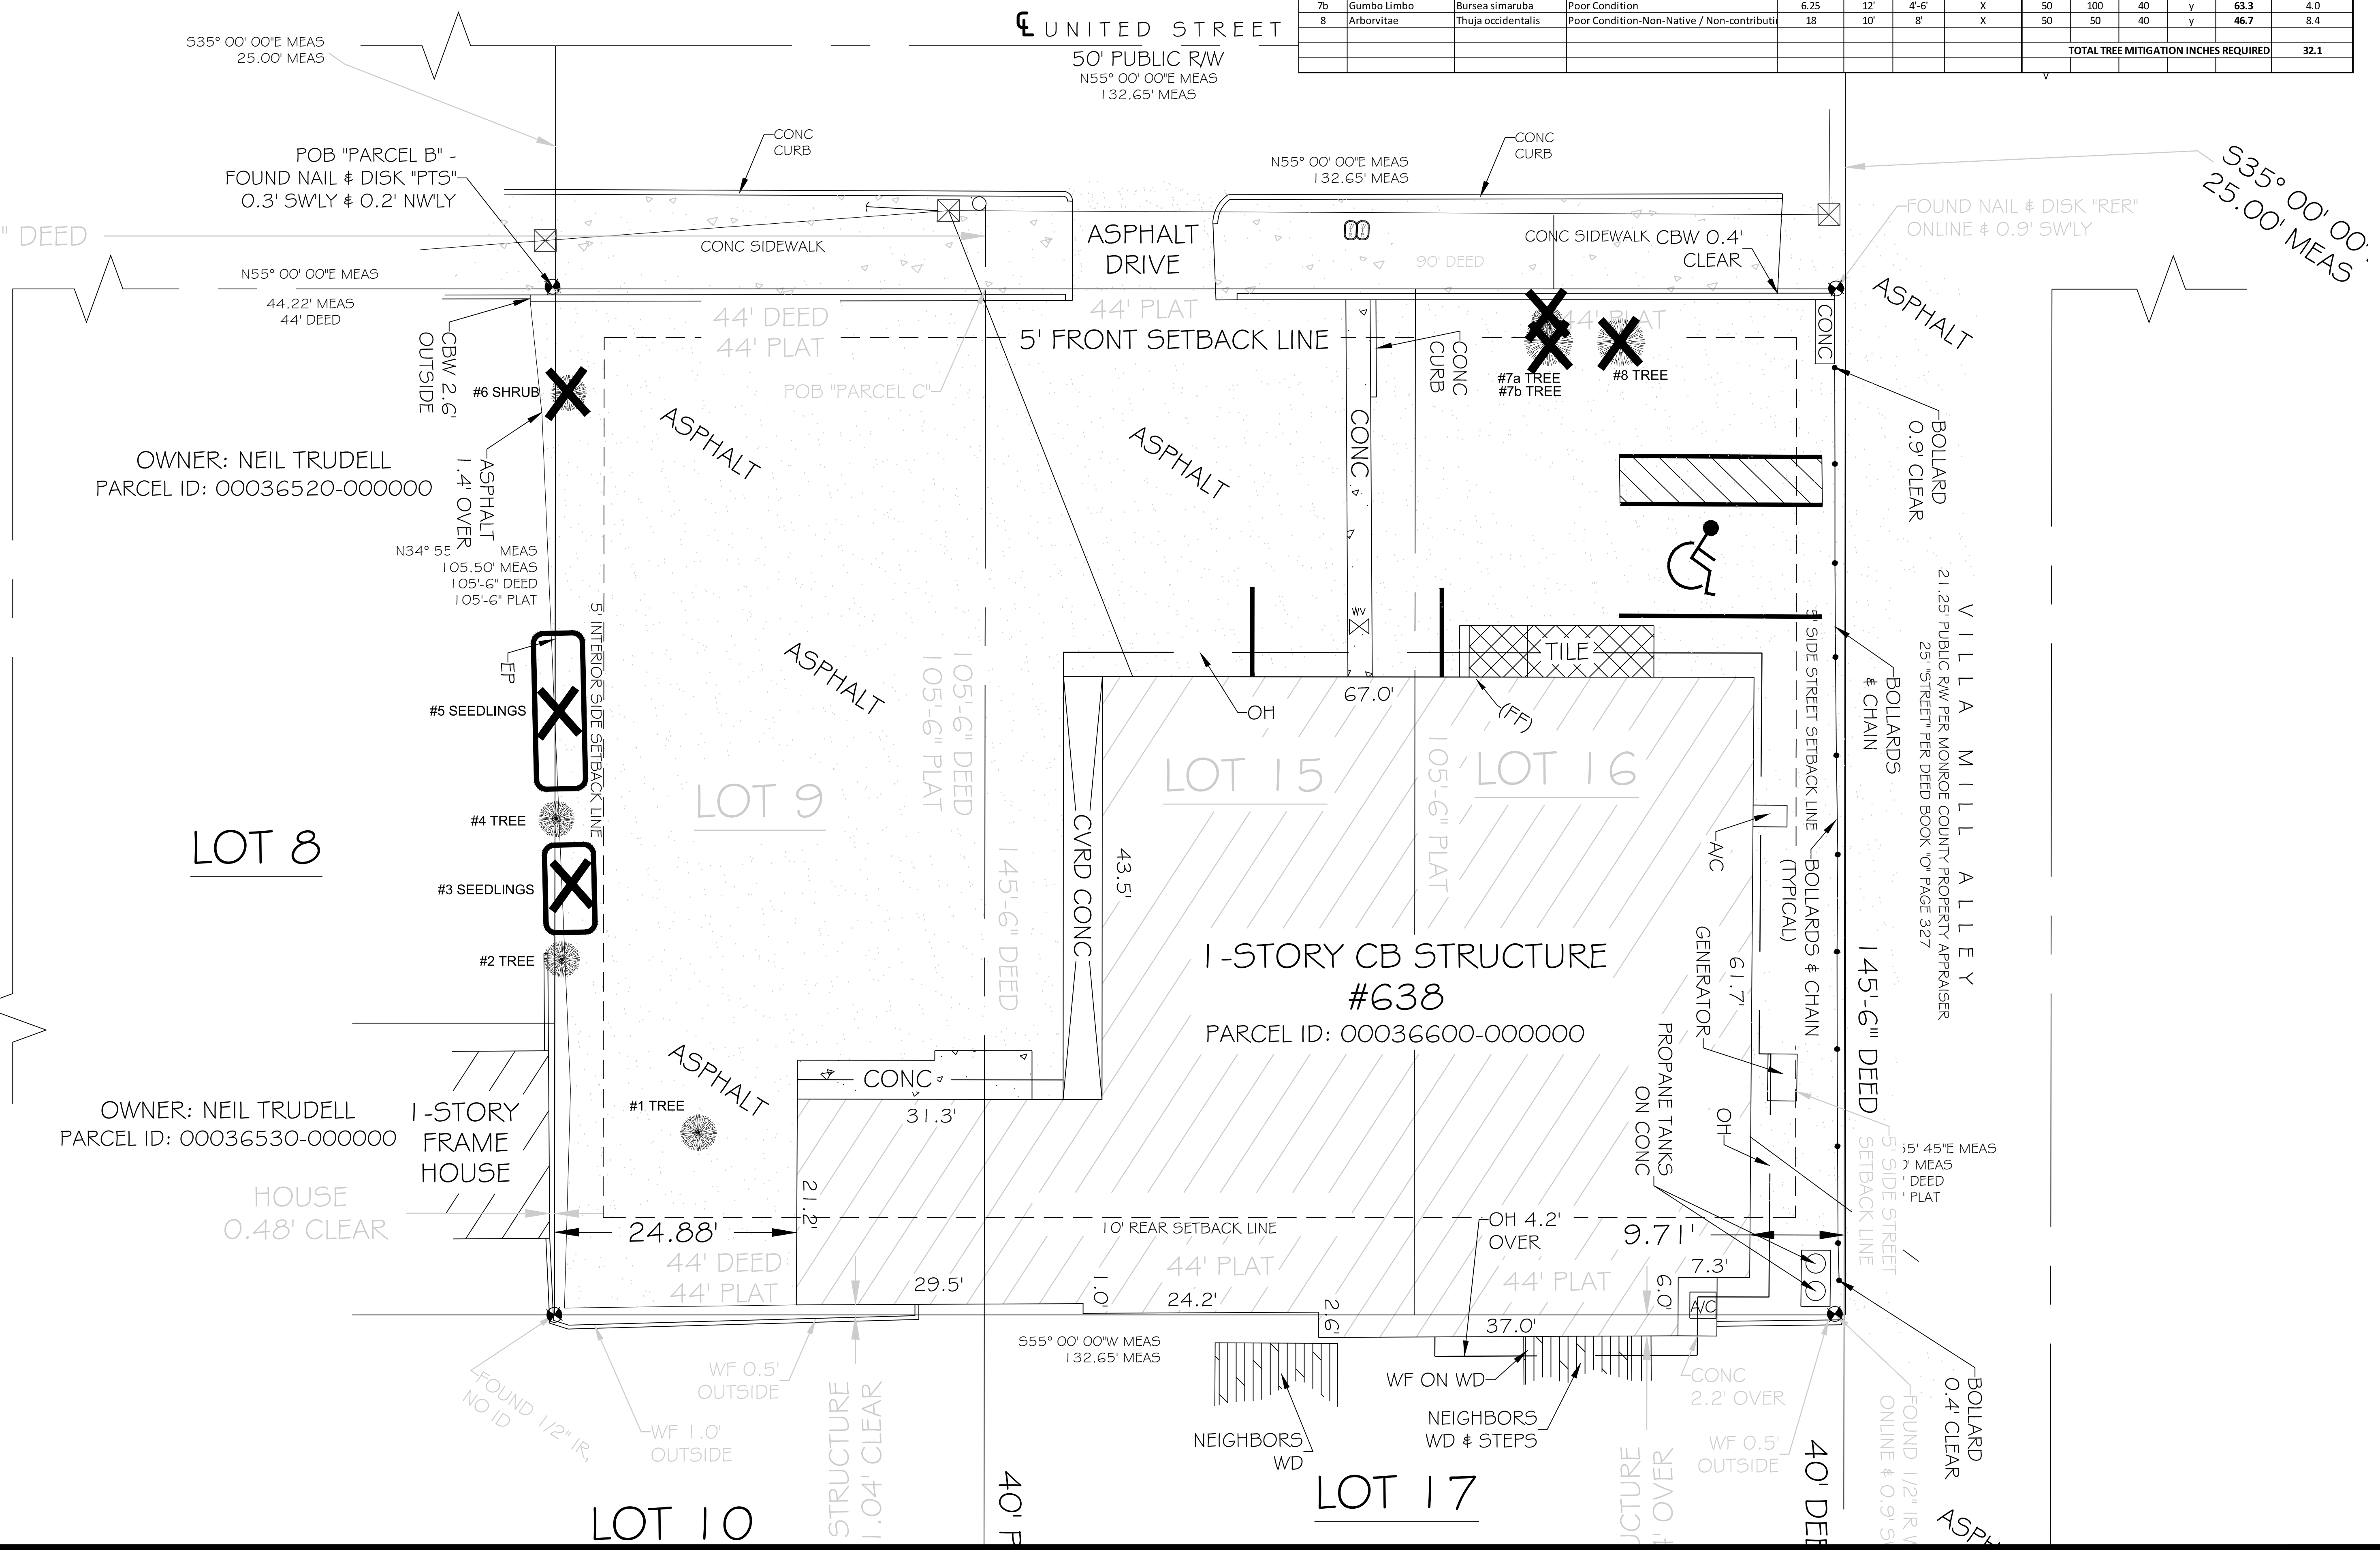 7b Gumbo Limbo Bursea simaruba Poor Condition 6.25 12' 4'-6' X 50 100 40 y 63.3 4.0
8 Arborvitae Thuja occidentalis Poor Condition-Non-Native / 18 10' 8' X 50 50 40 y 46.7 8.4
TOTAL TREE MITIGATION INCHES REQUIRED 32.1
℄ UNITED STREET
50' PUBLIC R/W
N55° 00' 00"E MEAS
132.65' MEAS
S35° 00' 00"E MEAS
25.00' MEAS
POB "PARCEL B" -
FOUND NAIL & DISK "PTS"
0.3' SW'LY & 0.2' NW'LY
" DEED
N55° 00' 00"E MEAS
44.22' MEAS
44' DEED
CONC
CURB
CONC SIDEWALK
ASPHALT
DRIVE
N55° 00' 00"E MEAS
132.65' MEAS
CONC
CURB
CONC SIDEWALK
CBW 0.4'
CLEAR
90' DEED
S35° 00' 00"
25.00' MEAS
FOUND NAIL & DISK "RER"
ONLINE & 0.9' SW'LY
ASPHALT
CONC
44' DEED
44' PLAT
44' PLAT
44' PLAT
5' FRONT SETBACK LINE
POB "PARCEL C"
CBW 2.6'
OUTSIDE
#6 SHRUB
ASPHALT
1.4' OVER
CONC
CURB
#7a TREE
#7b TREE
#8 TREE
OWNER: NEIL TRUDELL
PARCEL ID: 00036520-000000
ASPHALT
ASPHALT
CONC
BOLLARD
0.9' CLEAR
N34° 55 MEAS
105.50' MEAS
105'-6" DEED
105'-6" PLAT
5' INTERIOR SIDE SETBACK LINE
EP
#5 SEEDLINGS
ASPHALT
105'-6" DEED
105'-6" PLAT
WV
TILE
(FF)
OH
67.0'
5' SIDE STREET SETBACK LINE
BOLLARDS
& CHAIN
VILLA MILL ALLEY
21.25' PUBLIC R/W PER MONROE COUNTY PROPERTY APPRAISER
25' "STREET" PER DEED BOOK "O" PAGE 327
LOT 9
LOT 15
LOT 16
105'-6" PLAT
#4 TREE
LOT 8
#3 SEEDLINGS
145'-6" DEED
CVRD CONC
43.5'
A/C
BOLLARDS & CHAIN
(TYPICAL)
#2 TREE
1-STORY CB STRUCTURE
#638
PARCEL ID: 00036600-000000
GENERATOR
61.7'
145'-6" DEED
PROPANE TANKS
ON CONC
OH
ASPHALT
#1 TREE
CONC
31.3'
OWNER: NEIL TRUDELL
PARCEL ID: 00036530-000000
1-STORY
FRAME
HOUSE
HOUSE
0.48' CLEAR
5' SIDE STREET
SETBACK LINE
55' 45"E MEAS
' MEAS
' DEED
' PLAT
24.88'
21.2'
10' REAR SETBACK LINE
OH 4.2'
OVER
9.71'
44' DEED
44' PLAT
44' PLAT
44' PLAT
7.3'
6.0'
A/C
29.5'
1.0'
24.2'
2.6'
37.0'
S55° 00' 00"W MEAS
132.65' MEAS
FOUND 1/2" IR,
NO ID
WF 0.5'
OUTSIDE
WF 1.0'
OUTSIDE
STRUCTURE
1.04' CLEAR
WF ON WD
NEIGHBORS
WD
NEIGHBORS
WD & STEPS
CONC
2.2' OVER
WF 0.5'
OUTSIDE
BOLLARD
0.4' CLEAR
FOUND 1/2" IR
ONLINE & 0.9'
LOT 10
LOT 17